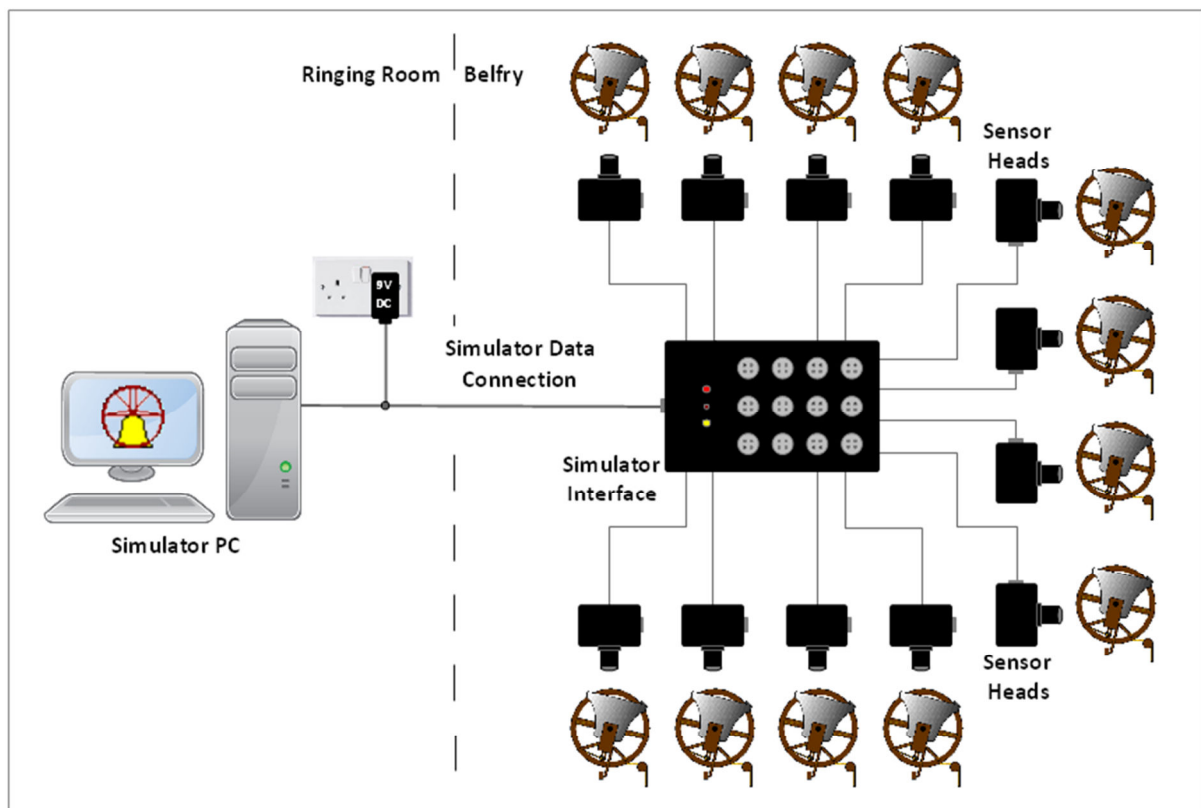 Ringing Room
Belfry
Sensor
Heads
9V
DC
Simulator Data
Connection
Simulator
Interface
Simulator PC
Sensor
Heads